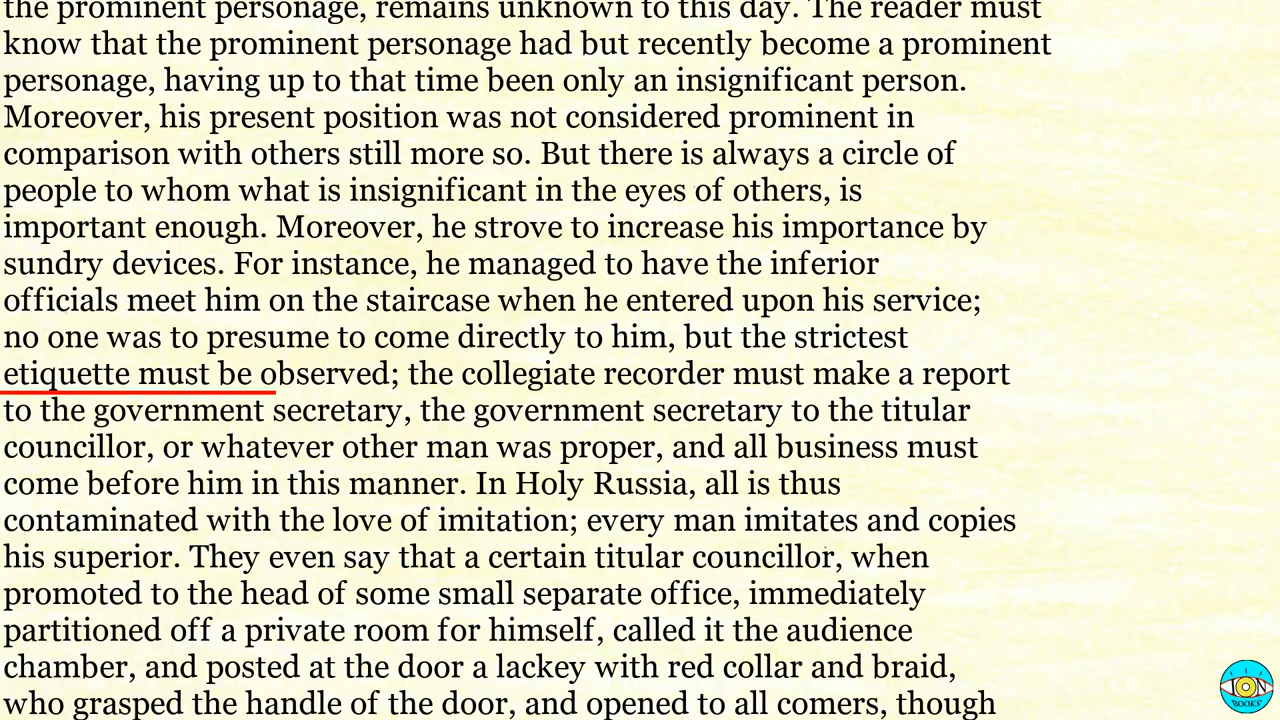 the prominent personage, remains unknown to this day. The reader must
know that the prominent personage had but recently become a prominent
personage, having up to that time been only an insignificant person.
Moreover, his present position was not considered prominent in
comparison with others still more so. But there is always a circle of
people to whom what is insignificant in the eyes of others, is
important enough. Moreover, he strove to increase his importance by
sundry devices. For instance, he managed to have the inferior
officials meet him on the staircase when he entered upon his service;
no one was to presume to come directly to him, but the strictest
etiquette must be observed; the collegiate recorder must make a report
to the government secretary, the government secretary to the titular
councillor, or whatever other man was proper, and all business must
come before him in this manner. In Holy Russia, all is thus
contaminated with the love of imitation; every man imitates and copies
his superior. They even say that a certain titular councillor, when
promoted to the head of some small separate office, immediately
partitioned off a private room for himself, called it the audience
chamber, and posted at the door a lackey with red collar and braid,
who grasped the handle of the door, and opened to all comers, though
ION
BOOKS